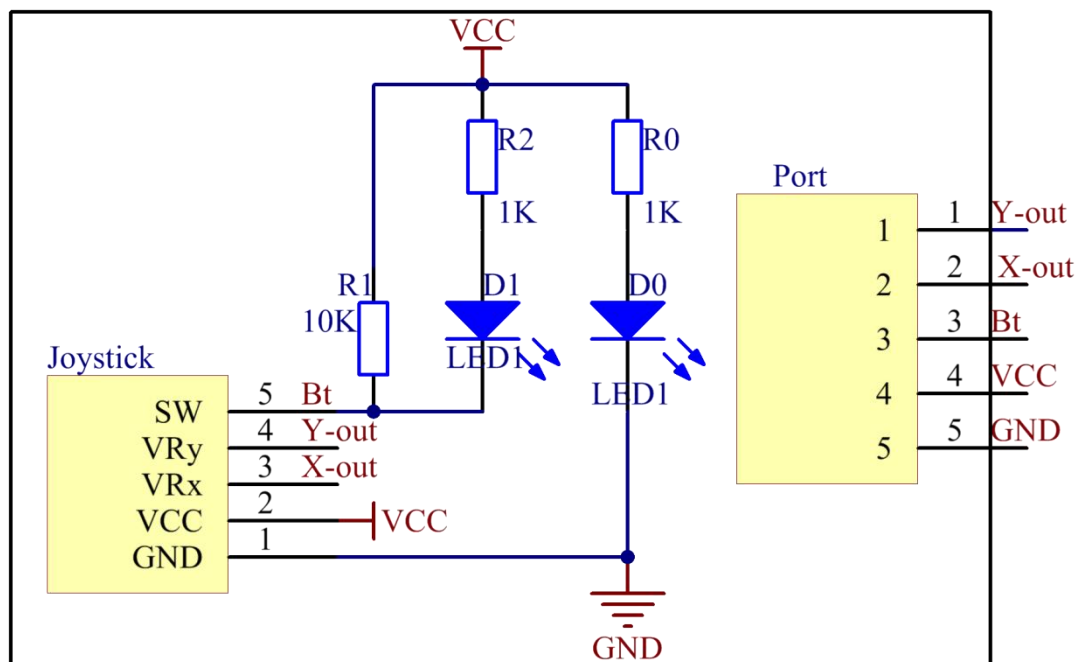 VCC
R2
R0
1K
1K
R1
10K
D1
LED1
D0
LED1
Joystick
SW 5 Bt
VRy 4 Y-out
VRx 3 X-out
VCC 2 VCC
GND 1
GND
Port
1 1 Y-out
2 2 X-out
3 3 Bt
4 4 VCC
5 5 GND